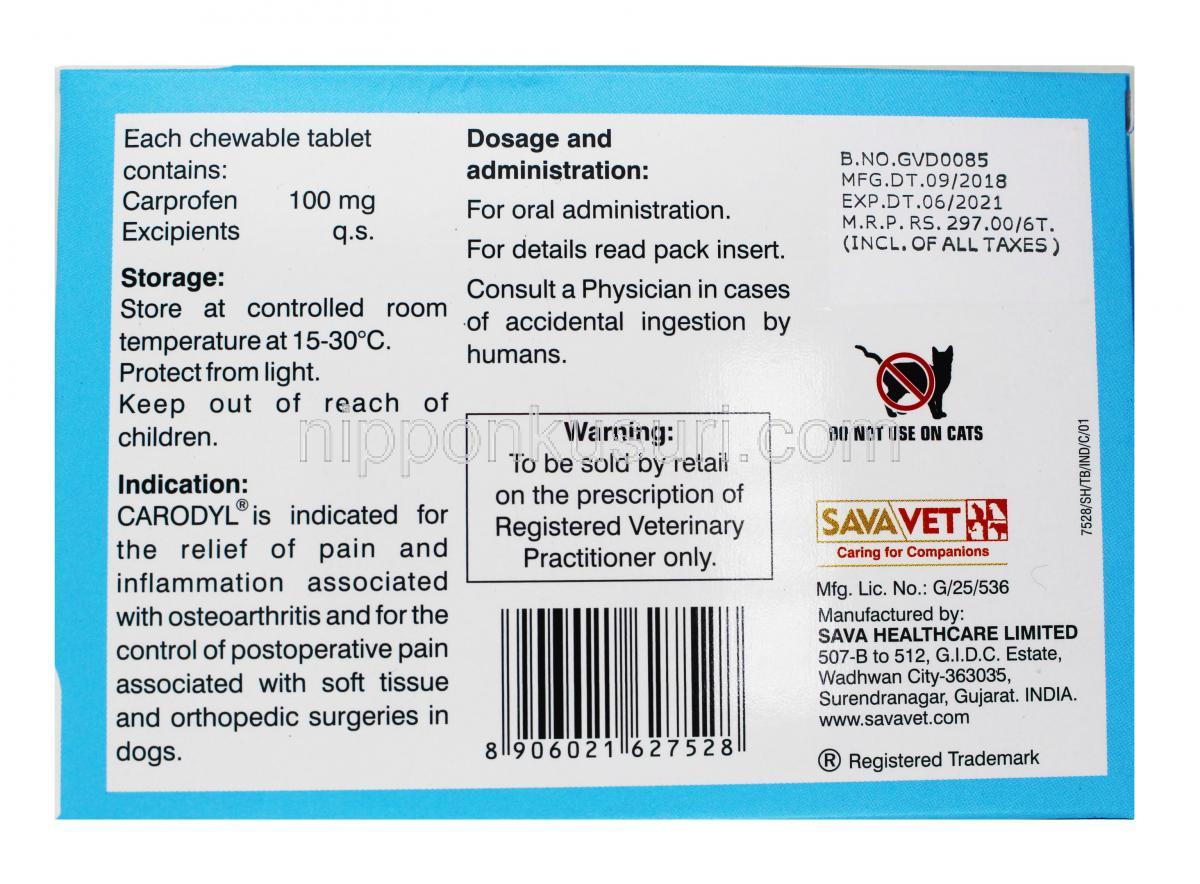 Each chewable tablet
contains:
Carprofen 100 mg
Excipients q.s.
Storage:
Store at controlled room
temperature at 15-30°C.
Protect from light.
Keep out of reach of
children.
Indication:
CARODYL® is indicated for
the relief of pain and
inflammation associated
with osteoarthritis and for the
control of postoperative pain
associated with soft tissue
and orthopedic surgeries in
dogs.
Dosage and
administration:
For oral administration.
For details read pack insert.
Consult a Physician in cases
of accidental ingestion by
humans.
Warning:
To be sold by retail
on the prescription of
Registered Veterinary
Practitioner only.
8 906021 627528
B.NO.GVD0085
MFG.DT.09/2018
EXP.DT.06/2021
M.R.P. RS. 297.00/6T.
(INCL. OF ALL TAXES )
DO NOT USE ON CATS
SAVAVET
Caring for Companions
Mfg. Lic. No.: G/25/536
Manufactured by:
SAVA HEALTHCARE LIMITED
507-B to 512, G.I.D.C. Estate,
Wadhwan City-363035,
Surendranagar, Gujarat. INDIA.
www.savavet.com
® Registered Trademark
7528/SH/TB/IND/C/01
nipponkusuri.com